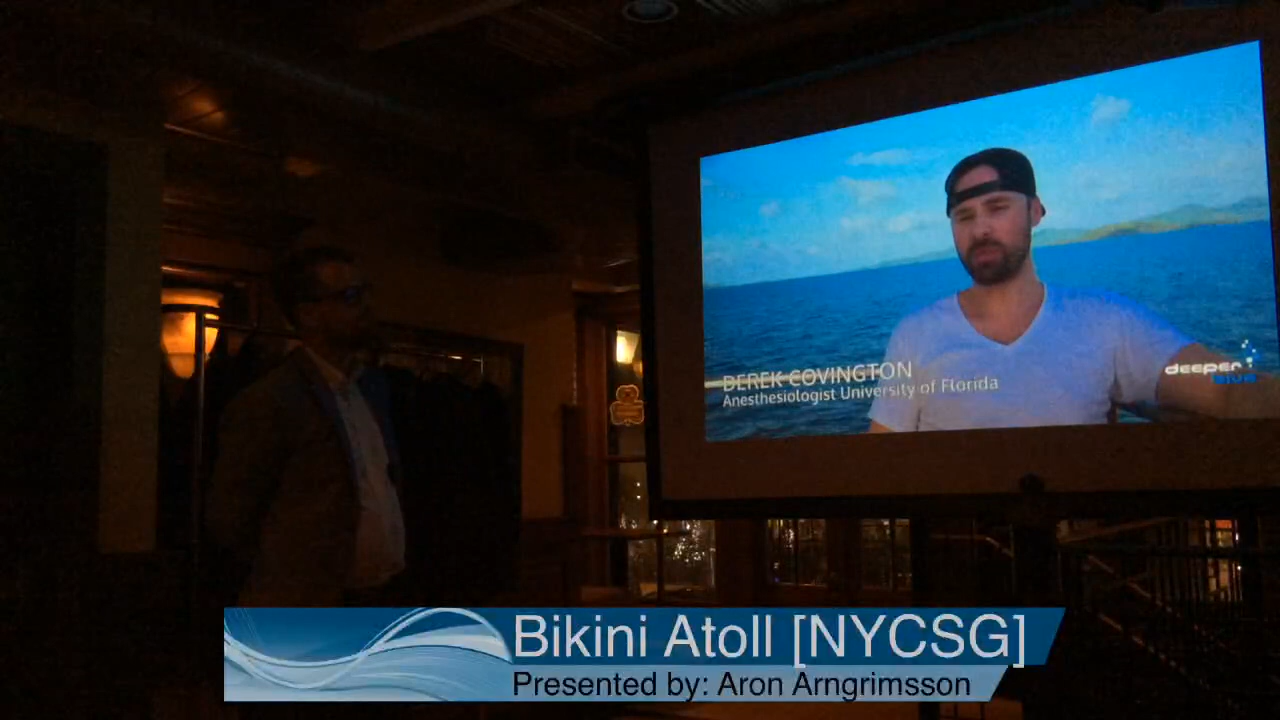 DEREK COVINGTON
Anesthesiologist University of Florida
deeper
blue
Bikini Atoll [NYCSG]
Presented by: Aron Arngrimsson